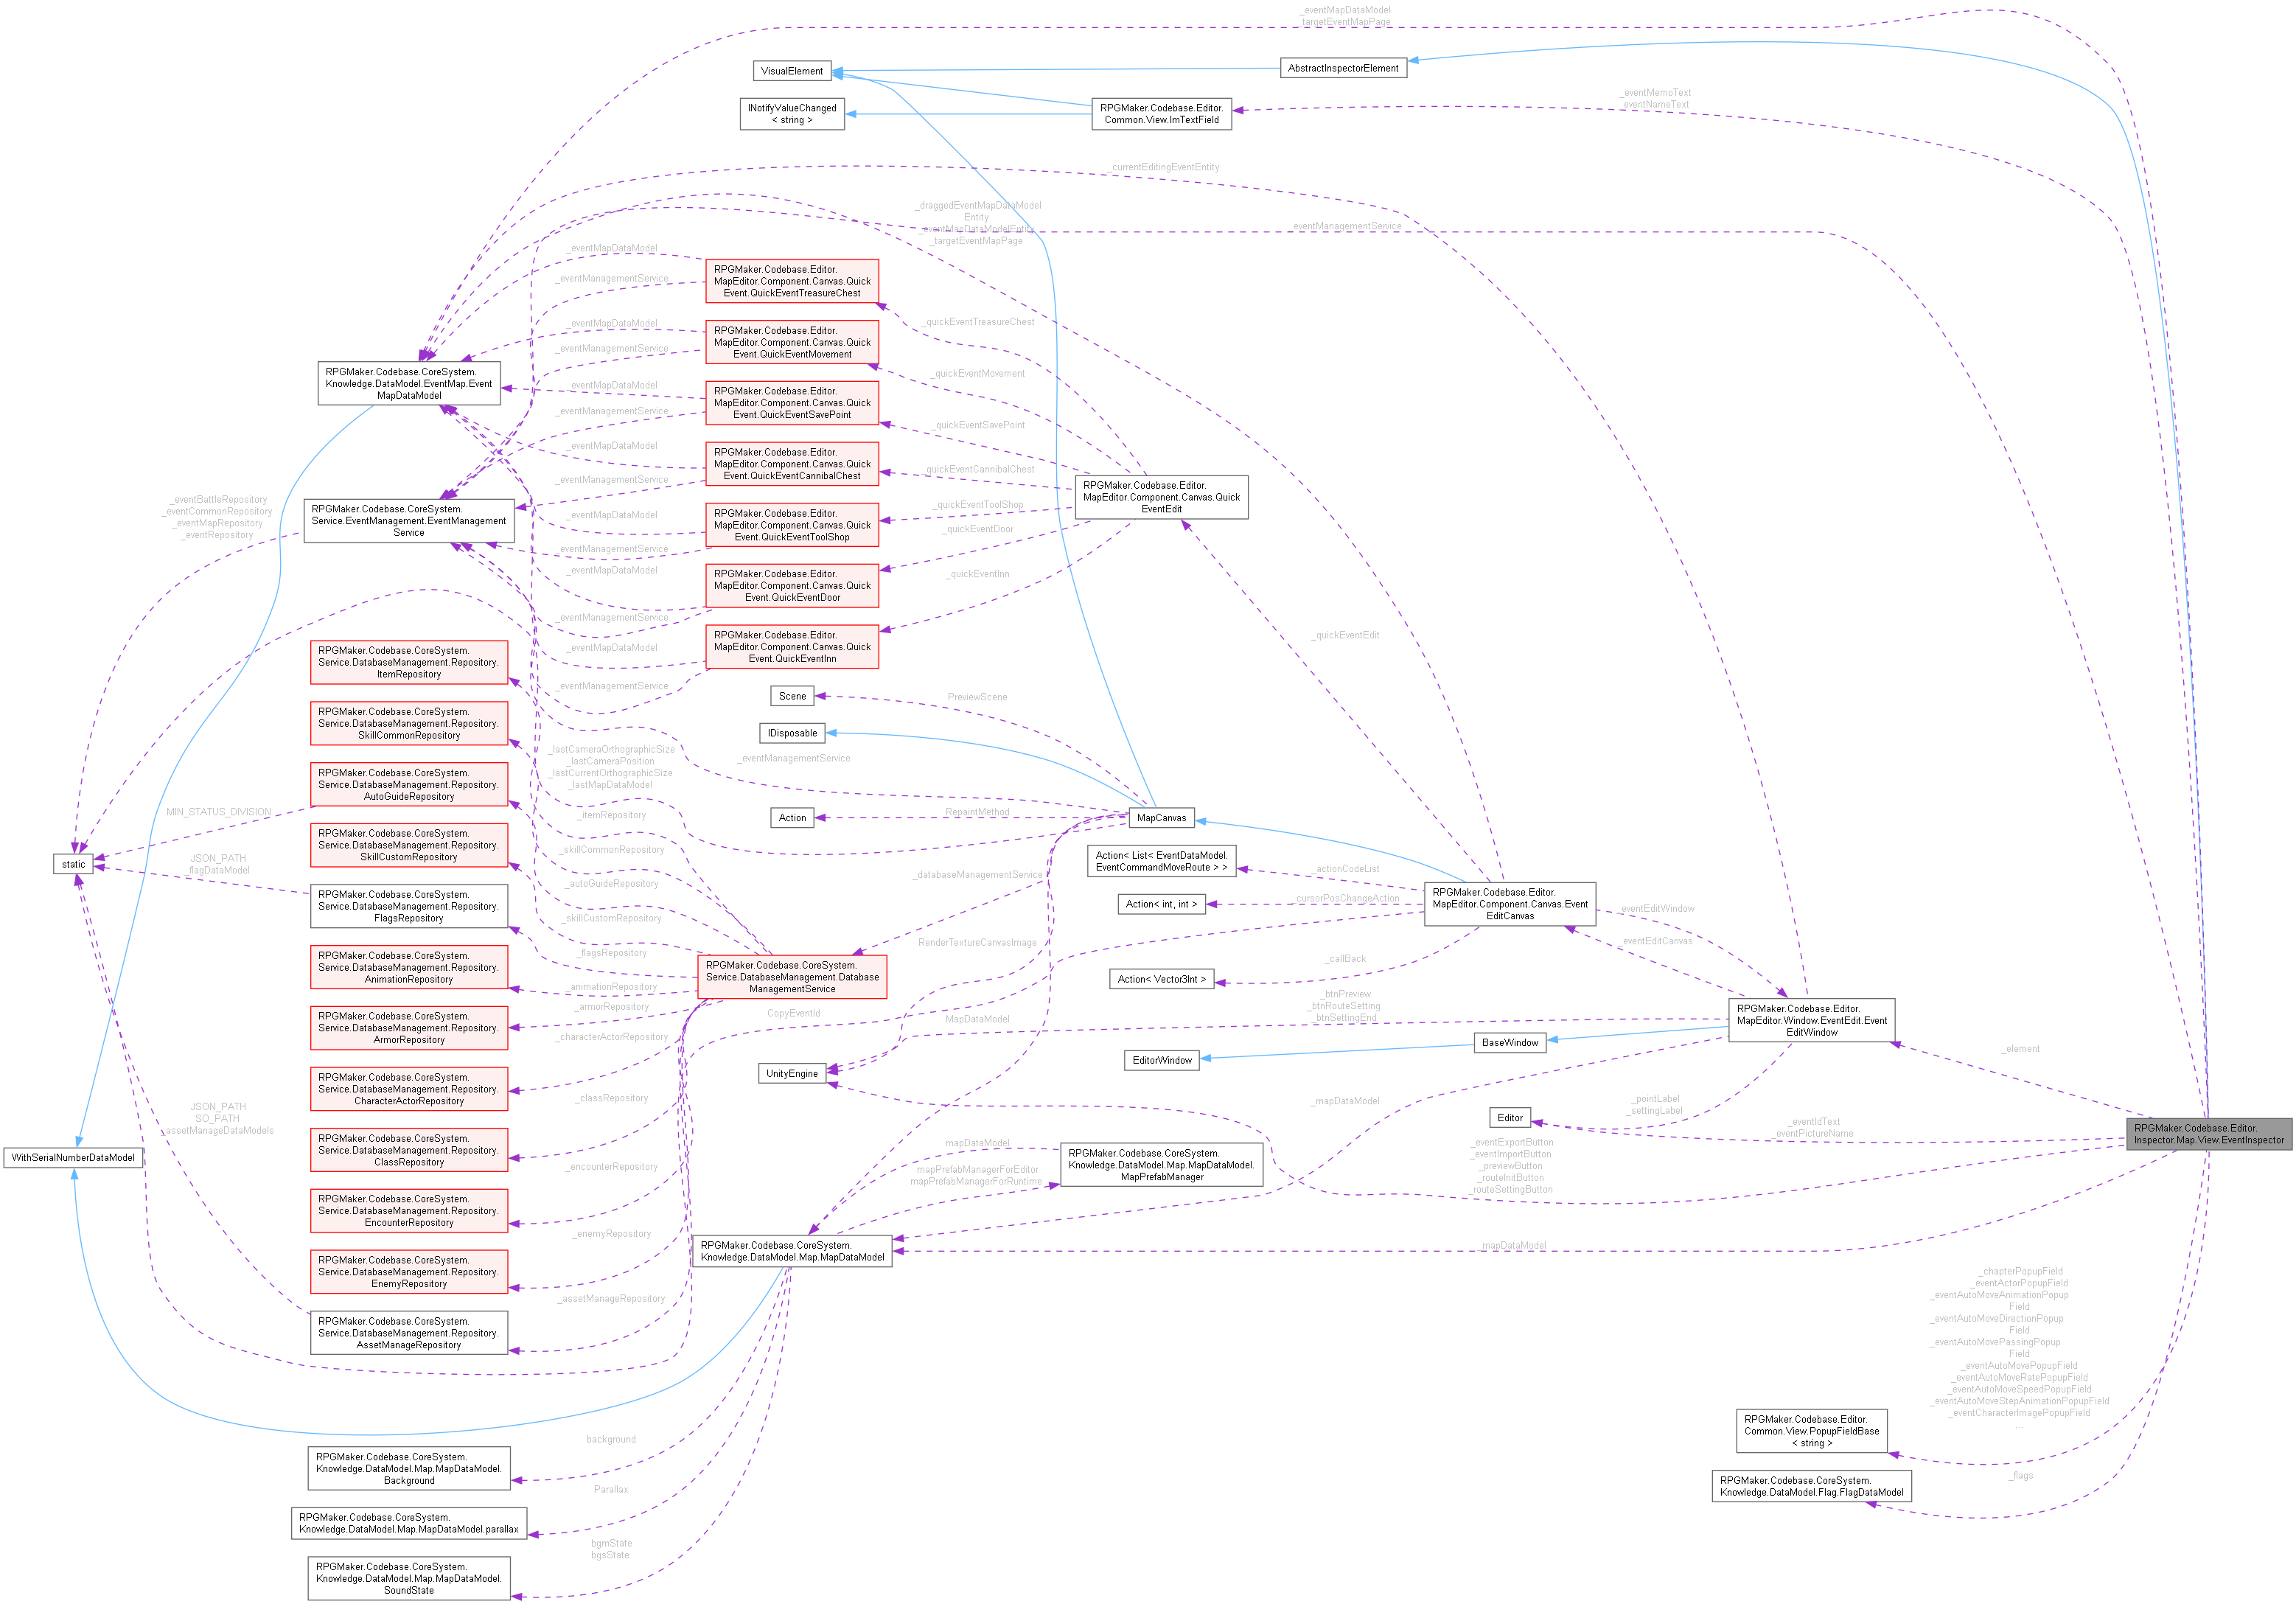 _eventMapDataModel
targetEventMapPage
VisualElement
AbstractInspectorElement
INotifyValueChanged
< string >
RPGMaker.Codebase.Editor.
Common.View.ImTextField
_eventMemoText
_eventNameText
_currentEditingEventEntity
_draggedEventMapDataModel
Entity
_eventMapDataModelEntity
_targetEventMapPage
_eventManagementService
_eventMapDataModel
_eventManagementService
RPGMaker.Codebase.Editor.
MapEditor.Component.Canvas.Quick
Event.QuickEventTreasureChest
_quickEventTreasureChest
_eventMapDataModel
_eventManagementService
RPGMaker.Codebase.Editor.
MapEditor.Component.Canvas.Quick
Event.QuickEventMovement
_quickEventMovement
RPGMaker.Codebase.CoreSystem.
Knowledge.DataModel.EventMap.Event
MapDataModel
_eventMapDataModel
_eventManagementService
RPGMaker.Codebase.Editor.
MapEditor.Component.Canvas.Quick
Event.QuickEventSavePoint
_quickEventSavePoint
_eventMapDataModel
_eventManagementService
RPGMaker.Codebase.Editor.
MapEditor.Component.Canvas.Quick
Event.QuickEventCannibalChest
_quickEventCannibalChest
RPGMaker.Codebase.Editor.
MapEditor.Component.Canvas.Quick
EventEdit
_eventBattleRepository
_eventCommonRepository
_eventMapRepository
_eventRepository
RPGMaker.Codebase.CoreSystem.
Service.EventManagement.EventManagement
Service
_eventMapDataModel
_eventManagementService
RPGMaker.Codebase.Editor.
MapEditor.Component.Canvas.Quick
Event.QuickEventToolShop
_quickEventToolShop
_quickEventDoor
_eventMapDataModel
_eventManagementService
RPGMaker.Codebase.Editor.
MapEditor.Component.Canvas.Quick
Event.QuickEventDoor
_quickEventInn
_eventMapDataModel
_eventManagementService
RPGMaker.Codebase.Editor.
MapEditor.Component.Canvas.Quick
Event.QuickEventInn
_quickEventEdit
RPGMaker.Codebase.CoreSystem.
Service.DatabaseManagement.Repository.
ItemRepository
Scene
PreviewScene
RPGMaker.Codebase.CoreSystem.
Service.DatabaseManagement.Repository.
SkillCommonRepository
IDisposable
_lastCameraOrthographicSize
_lastCameraPosition
_lastCurrentOrthographicSize
_lastMapDataModel
_eventManagementService
RPGMaker.Codebase.CoreSystem.
Service.DatabaseManagement.Repository.
AutoGuideRepository
MIN_STATUS_DIVISION
_itemRepository
Action
RepaintMethod
MapCanvas
RPGMaker.Codebase.CoreSystem.
Service.DatabaseManagement.Repository.
SkillCustomRepository
_skillCommonRepository
static
JSON_PATH
_flagDataModel
Action< List< EventDataModel.
EventCommandMoveRoute > >
_actionCodeList
_autoGuideRepository
_databaseManagementService
RPGMaker.Codebase.CoreSystem.
Service.DatabaseManagement.Repository.
FlagsRepository
Action< int, int >
_cursorPosChangeAction
RPGMaker.Codebase.Editor.
MapEditor.Component.Canvas.Event
EditCanvas
_eventEditWindow
_skillCustomRepository
RenderTextureCanvasImage
_eventEditCanvas
_flagsRepository
_callBack
RPGMaker.Codebase.CoreSystem.
Service.DatabaseManagement.Repository.
AnimationRepository
_animationRepository
RPGMaker.Codebase.CoreSystem.
Service.DatabaseManagement.Database
ManagementService
Action< Vector3Int >
_btnPreview
_btnRouteSetting
_btnSettingEnd
_armorRepository
CopyEventId
MapDataModel
RPGMaker.Codebase.Editor.
MapEditor.Window.EventEdit.Event
EditWindow
RPGMaker.Codebase.CoreSystem.
Service.DatabaseManagement.Repository.
ArmorRepository
_characterActorRepository
BaseWindow
EditorWindow
_element
UnityEngine
RPGMaker.Codebase.CoreSystem.
Service.DatabaseManagement.Repository.
CharacterActorRepository
_classRepository
_mapDataModel
_pointLabel
_settingLabel
JSON_PATH
SO_PATH
_assetManageDataModels
Editor
_eventIdText
_eventPictureName
RPGMaker.Codebase.Editor.
Inspector.Map.View.EventInspector
WithSerialNumberDataModel
RPGMaker.Codebase.CoreSystem.
Service.DatabaseManagement.Repository.
ClassRepository
_encounterRepository
mapDataModel
mapPrefabManagerForEditor
mapPrefabManagerForRuntime
RPGMaker.Codebase.CoreSystem.
Knowledge.DataModel.Map.MapDataModel.
MapPrefabManager
_eventExportButton
_eventImportButton
_previewButton
_routeInitButton
_routeSettingButton
RPGMaker.Codebase.CoreSystem.
Service.DatabaseManagement.Repository.
EncounterRepository
_enemyRepository
RPGMaker.Codebase.CoreSystem.
Knowledge.DataModel.Map.MapDataModel
_mapDataModel
RPGMaker.Codebase.CoreSystem.
Service.DatabaseManagement.Repository.
EnemyRepository
_assetManageRepository
_chapterPopupField
_eventActorPopupField
_eventAutoMoveAnimationPopup
Field
_eventAutoMoveDirectionPopup
Field
_eventAutoMovePassingPopup
Field
_eventAutoMovePopupField
_eventAutoMoveRatePopupField
_eventAutoMoveSpeedPopupField
_eventAutoMoveStepAnimationPopupField
_eventCharacterImagePopupField
...
RPGMaker.Codebase.CoreSystem.
Service.DatabaseManagement.Repository.
AssetManageRepository
RPGMaker.Codebase.Editor.
Common.View.PopupFieldBase
< string >
background
RPGMaker.Codebase.CoreSystem.
Knowledge.DataModel.Map.MapDataModel.
Background
_flags
RPGMaker.Codebase.CoreSystem.
Knowledge.DataModel.Flag.FlagDataModel
Parallax
RPGMaker.Codebase.CoreSystem.
Knowledge.DataModel.Map.MapDataModel.parallax
bgmState
bgsState
RPGMaker.Codebase.CoreSystem.
Knowledge.DataModel.Map.MapDataModel.
SoundState